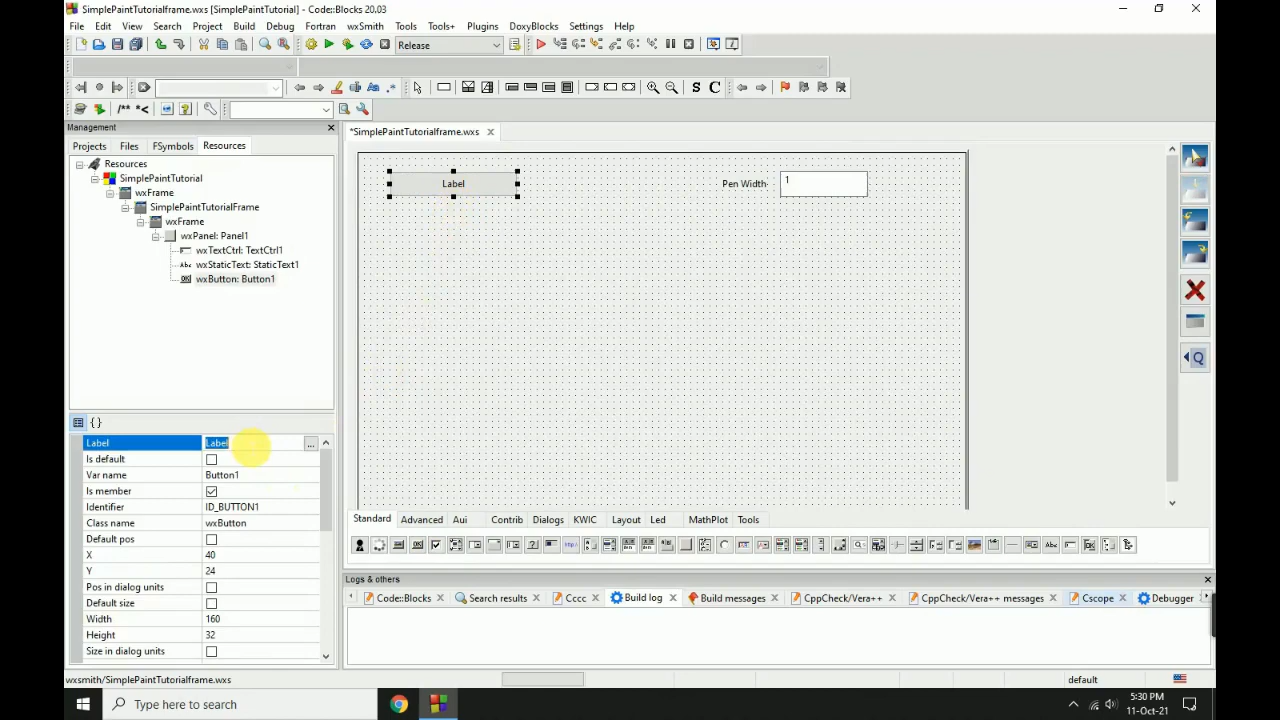 SimplePaintTutorialframe.wxs [SimplePaintTutorial] - Code::Blocks 20.03
File Edit View Search Project Build Debug Fortran wxSmith Tools Tools+ Plugins DoxyBlocks Settings Help
Release
S C
/** *<
Management
*SimplePaintTutorialframe.wxs
Projects Files FSymbols Resources
Resources
SimplePaintTutorial
wxFrame
SimplePaintTutorialFrame
wxFrame
wxPanel: Panel1
wxTextCtrl: TextCtrl1
Abc wxStaticText: StaticText1
OK wxButton: Button1
Label
Pen Width
1
Q
{ }
Label Label ...
Is default
Var name Button1
Is member
Identifier ID_BUTTON1
Class name wxButton
Default pos
X 40
Y 24
Pos in dialog units
Default size
Width 160
Height 32
Size in dialog units
Standard Advanced Aui Contrib Dialogs KWIC Layout Led MathPlot Tools
Logs & others
Code::Blocks Search results Cccc Build log Build messages CppCheck/Vera++ CppCheck/Vera++ messages Cscope Debugger
wxsmith/SimplePaintTutorialframe.wxs
default
Type here to search
5:30 PM
11-Oct-21